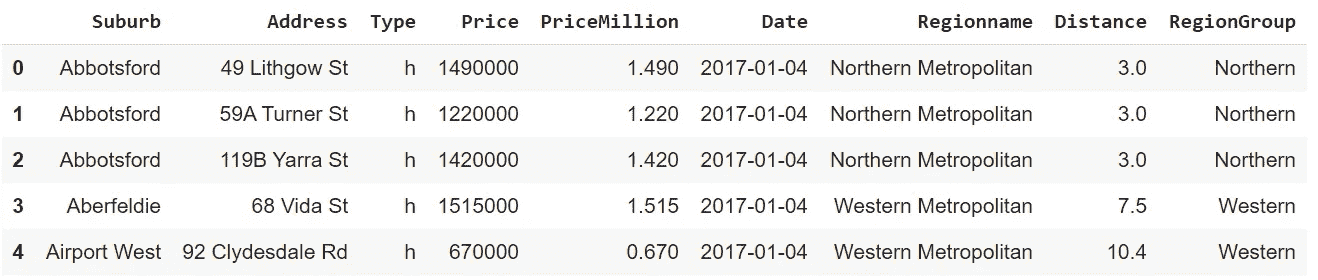 Suburb Address Type Price PriceMillion Date Regionname Distance RegionGroup
0 Abbotsford 49 Lithgow St h 1490000 1.490 2017-01-04 Northern Metropolitan 3.0 Northern
1 Abbotsford 59A Turner St h 1220000 1.220 2017-01-04 Northern Metropolitan 3.0 Northern
2 Abbotsford 119B Yarra St h 1420000 1.420 2017-01-04 Northern Metropolitan 3.0 Northern
3 Aberfeldie 68 Vida St h 1515000 1.515 2017-01-04 Western Metropolitan 7.5 Western
4 Airport West 92 Clydesdale Rd h 670000 0.670 2017-01-04 Western Metropolitan 10.4 Western